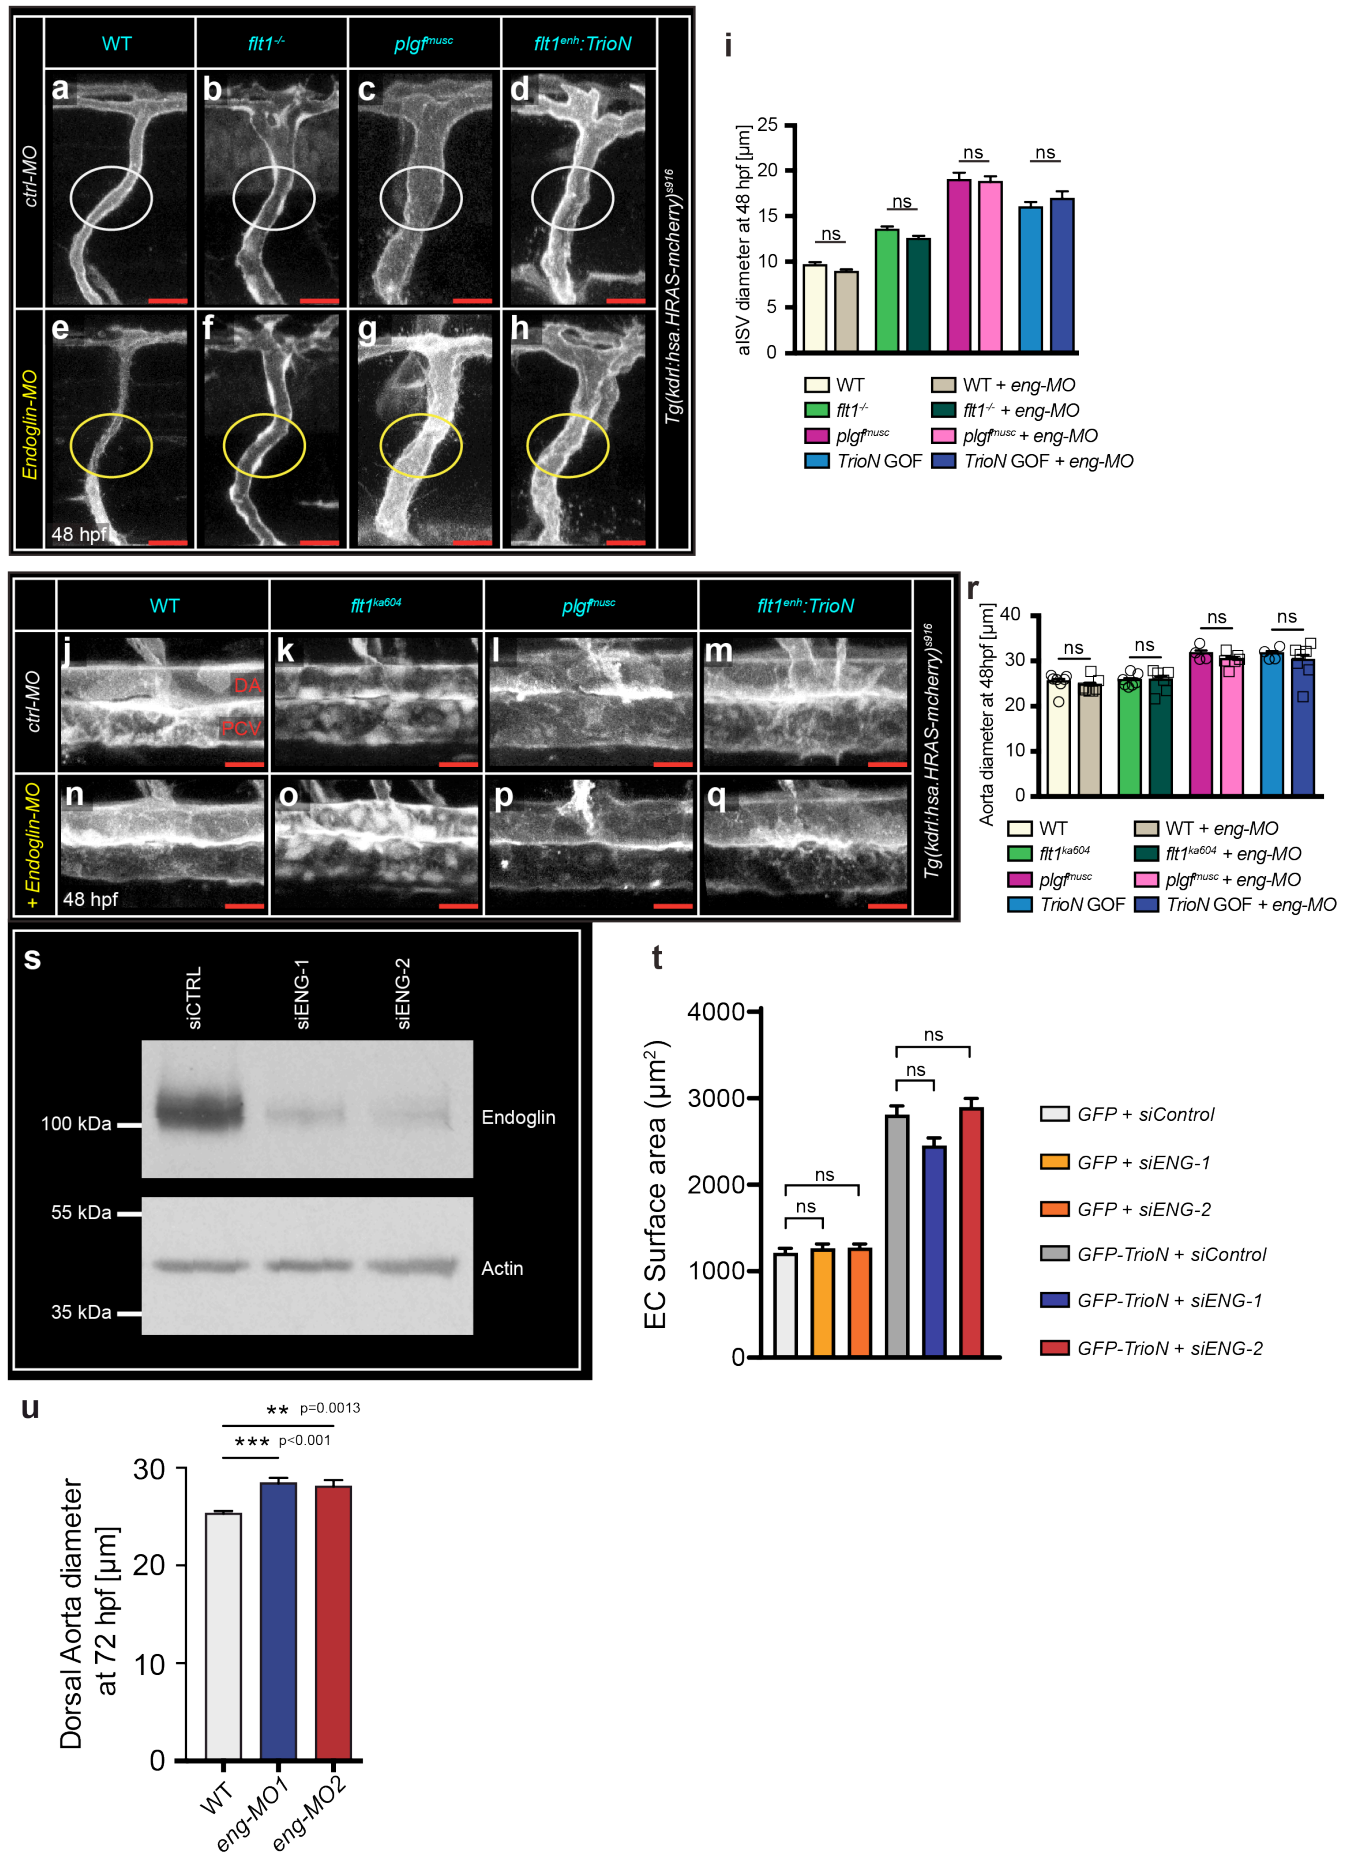 WT flt1-/- plgfmusc flt1enh:TrioN
ctrl-MO
a b c d
Endoglin-MO
e f g h
48 hpf
Tg(kdrl:hsa.HRAS-mcherry)s916
i
aISV diameter at 48 hpf [µm]
25
20
15
10
5
0
ns ns ns ns
WT WT + eng-MO
flt1-/- flt1-/- + eng-MO
plgfmusc plgfmusc + eng-MO
TrioN GOF TrioN GOF + eng-MO
WT flt1ka604 plgfmusc flt1enh:TrioN
ctrl-MO
j k l m
DA
PCV
+ Endoglin-MO
n o p q
48 hpf
Tg(kdrl:hsa.HRAS-mcherry)s916
r
Aorta diameter at 48hpf [µm]
40
30
20
10
0
ns ns ns ns
WT WT + eng-MO
flt1ka604 flt1ka604 + eng-MO
plgfmusc plgfmusc + eng-MO
TrioN GOF TrioN GOF + eng-MO
s
siCTRL siENG-1 siENG-2
100 kDa Endoglin
55 kDa
Actin
35 kDa
t
EC Surface area (µm2)
4000
3000
2000
1000
0
ns
ns
ns
ns
GFP + siControl
GFP + siENG-1
GFP + siENG-2
GFP-TrioN + siControl
GFP-TrioN + siENG-1
GFP-TrioN + siENG-2
u
** p=0.0013
*** p<0.001
Dorsal Aorta diameter
at 72 hpf [µm]
30
20
10
0
WT eng-MO1 eng-MO2